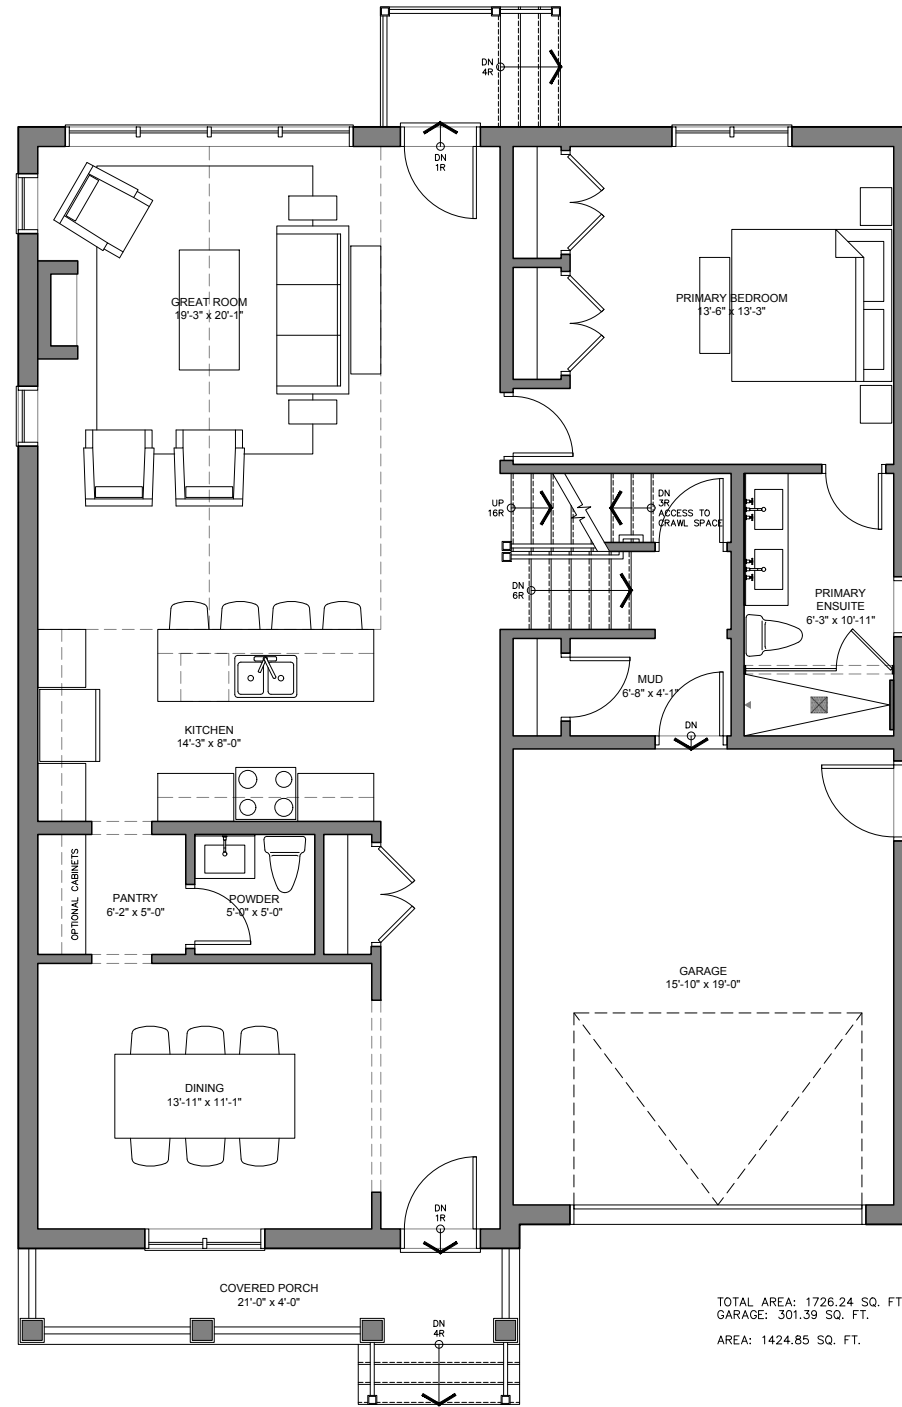 DN
4R
DN
1R
GREAT ROOM
19'-3" x 20'-1"
PRIMARY BEDROOM
13'-6" x 13'-3"
UP
16R
DN
3R
ACCESS TO
CRAWL SPACE
DN
6R
PRIMARY
ENSUITE
6'-3" x 10'-11"
MUD
6'-8" x 4'-1"
KITCHEN
14'-3" x 8'-0"
DN
OPTIONAL CABINETS
PANTRY
6'-2" x 5"-0"
POWDER
5'-0" x 5'-0"
GARAGE
15'-10" x 19'-0"
DINING
13'-11" x 11'-1"
DN
1R
COVERED PORCH
21'-0" x 4'-0"
DN
4R
TOTAL AREA: 1726.24 SQ. FT
GARAGE: 301.39 SQ. FT.
AREA: 1424.85 SQ. FT.